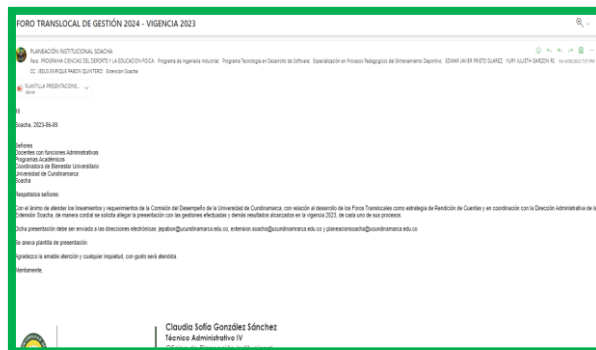 FORO TRANSLOCAL DE GESTIÓN 2024 - VIGENCIA 2023
PLANEACIÓN INSTITUCIONAL SOACHA
Para: PROGRAMA CIENCIAS DEL DEPORTE Y LA EDUCACION FISICA; Programa de Ingeniería Industrial; Programa Tecnología en Desarrollo de Software; Especialización en Procesos Pedagógicos del Entrenamiento Deportivo; EDWAR JAVIER PRIETO SUAREZ; YURY JULIETH GARZON
CC: JESUS ENRIQUE PABON QUINTERO; Extensión Soacha
PLANTILLA PRESENTACIONE...
16
Soacha, 2023-06-09
Señores
Docentes con funciones Administrativas
Programas Académicos
Coordinadora de Bienestar Universitario
Universidad de Cundinamarca
Soacha
Respetados señores:
Con el ánimo de atender los lineamientos y requerimientos de la Comisión del Desempeño de la Universidad de Cundinamarca, con relación al desarrollo de los Foros Translocales como estrategia de Rendición de Cuentas y en coordinación con la Dirección Administrativa de la
Extensión Soacha, de manera cordial se solicita allegar la presentación con las gestiones efectuadas y demás resultados alcanzados en la vigencia 2023, de cada uno de sus procesos.
Dicha presentación debe ser enviada a las direcciones electrónicas: jepabon@ucundinamarca.edu.co, extension.soacha@ucundinamarca.edu.co y planeacionsoacha@ucundinamarca.edu.co
Se anexa plantilla de presentación.
Agradezco la amable atención y cualquier inquietud, con gusto será atendida.
Atentamente,
Claudia Sofía González Sánchez
Técnico Administrativo IV